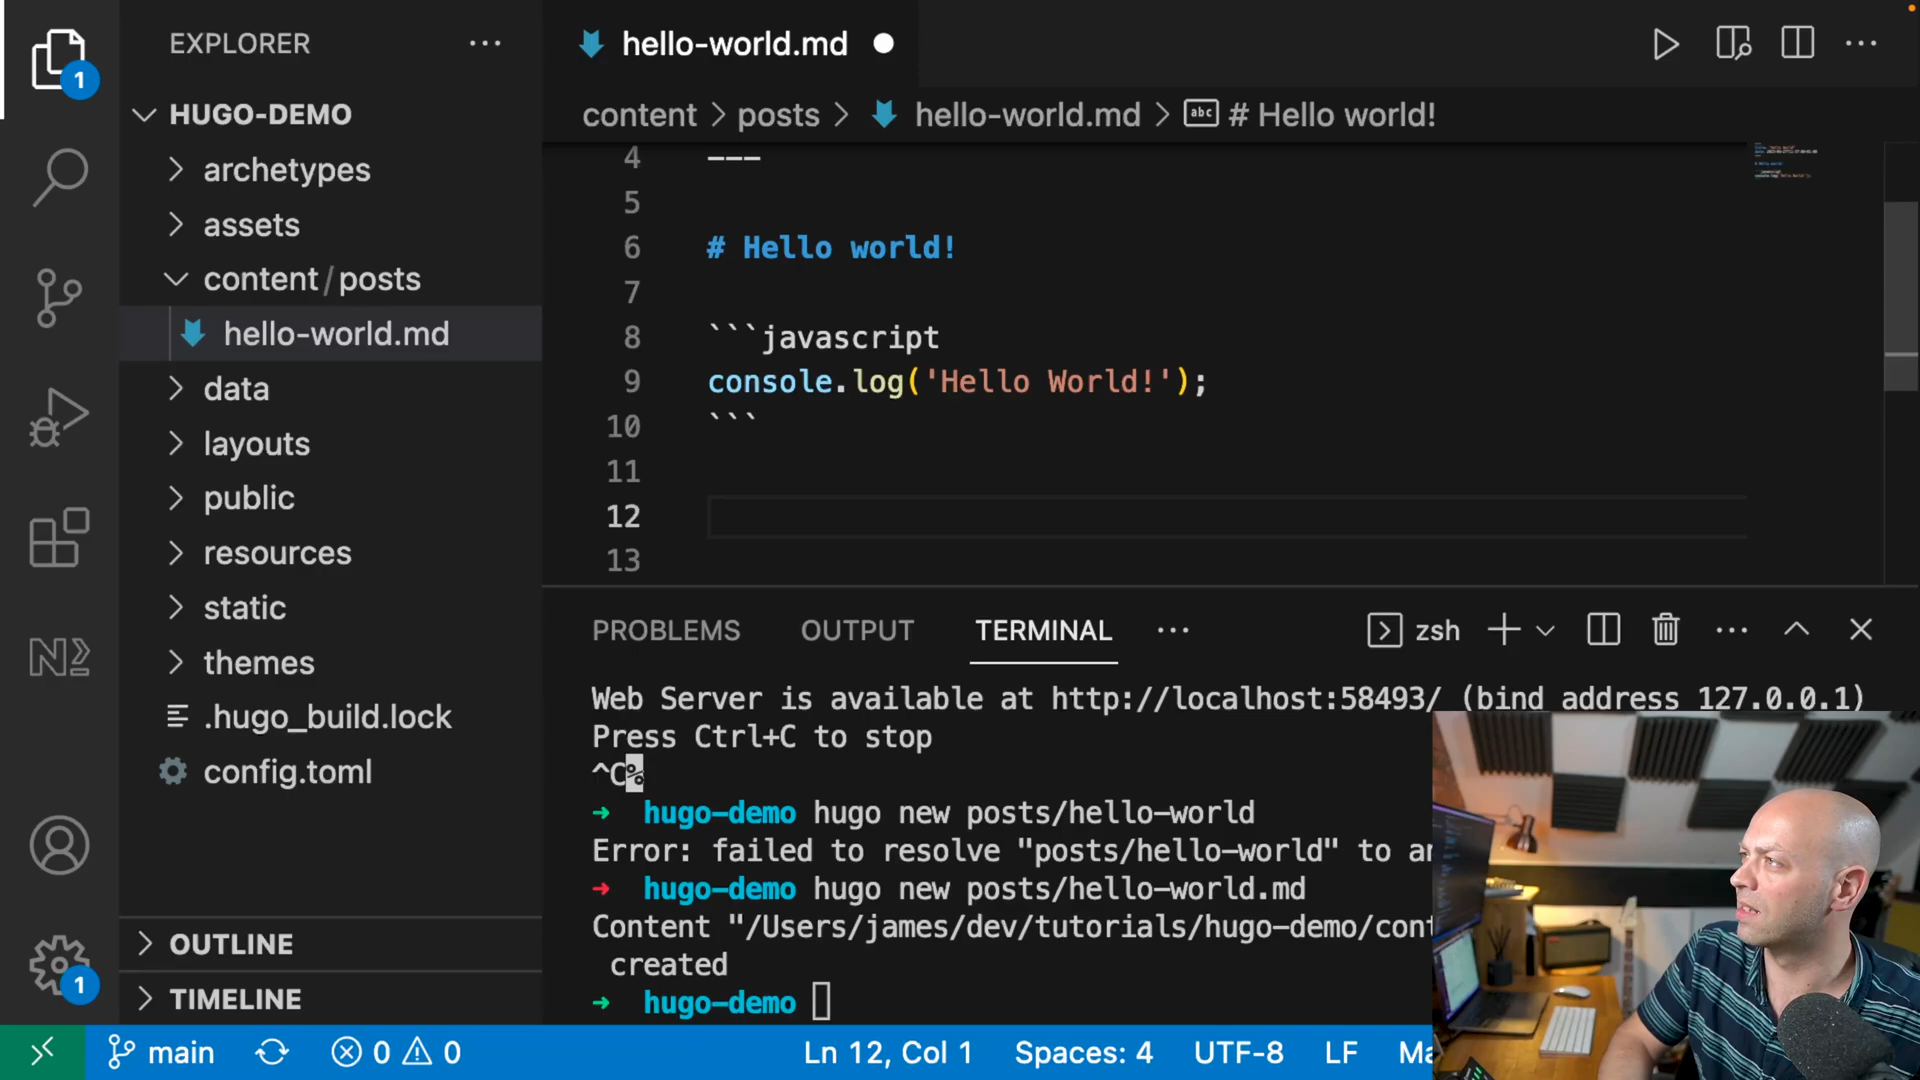 EXPLORER
HUGO-DEMO
archetypes
assets
content / posts
hello-world.md
data
layouts
public
resources
static
themes
.hugo_build.lock
config.toml
OUTLINE
TIMELINE
1
1
hello-world.md
content > posts > hello-world.md > abc # Hello world!
4 ---
5
6 # Hello world!
7
8 ```javascript
9 console.log('Hello World!');
10 ```
11
12
13
PROBLEMS OUTPUT TERMINAL
zsh
Web Server is available at http://localhost:58493/ (bind address 127.0.0.1)
Press Ctrl+C to stop
^C%
→ hugo-demo hugo new posts/hello-world
Error: failed to resolve "posts/hello-world" to
→ hugo-demo hugo new posts/hello-world.md
Content "/Users/james/dev/tutorials/hugo-demo/
created
→ hugo-demo
main 0 0 Ln 12, Col 1 Spaces: 4 UTF-8 LF